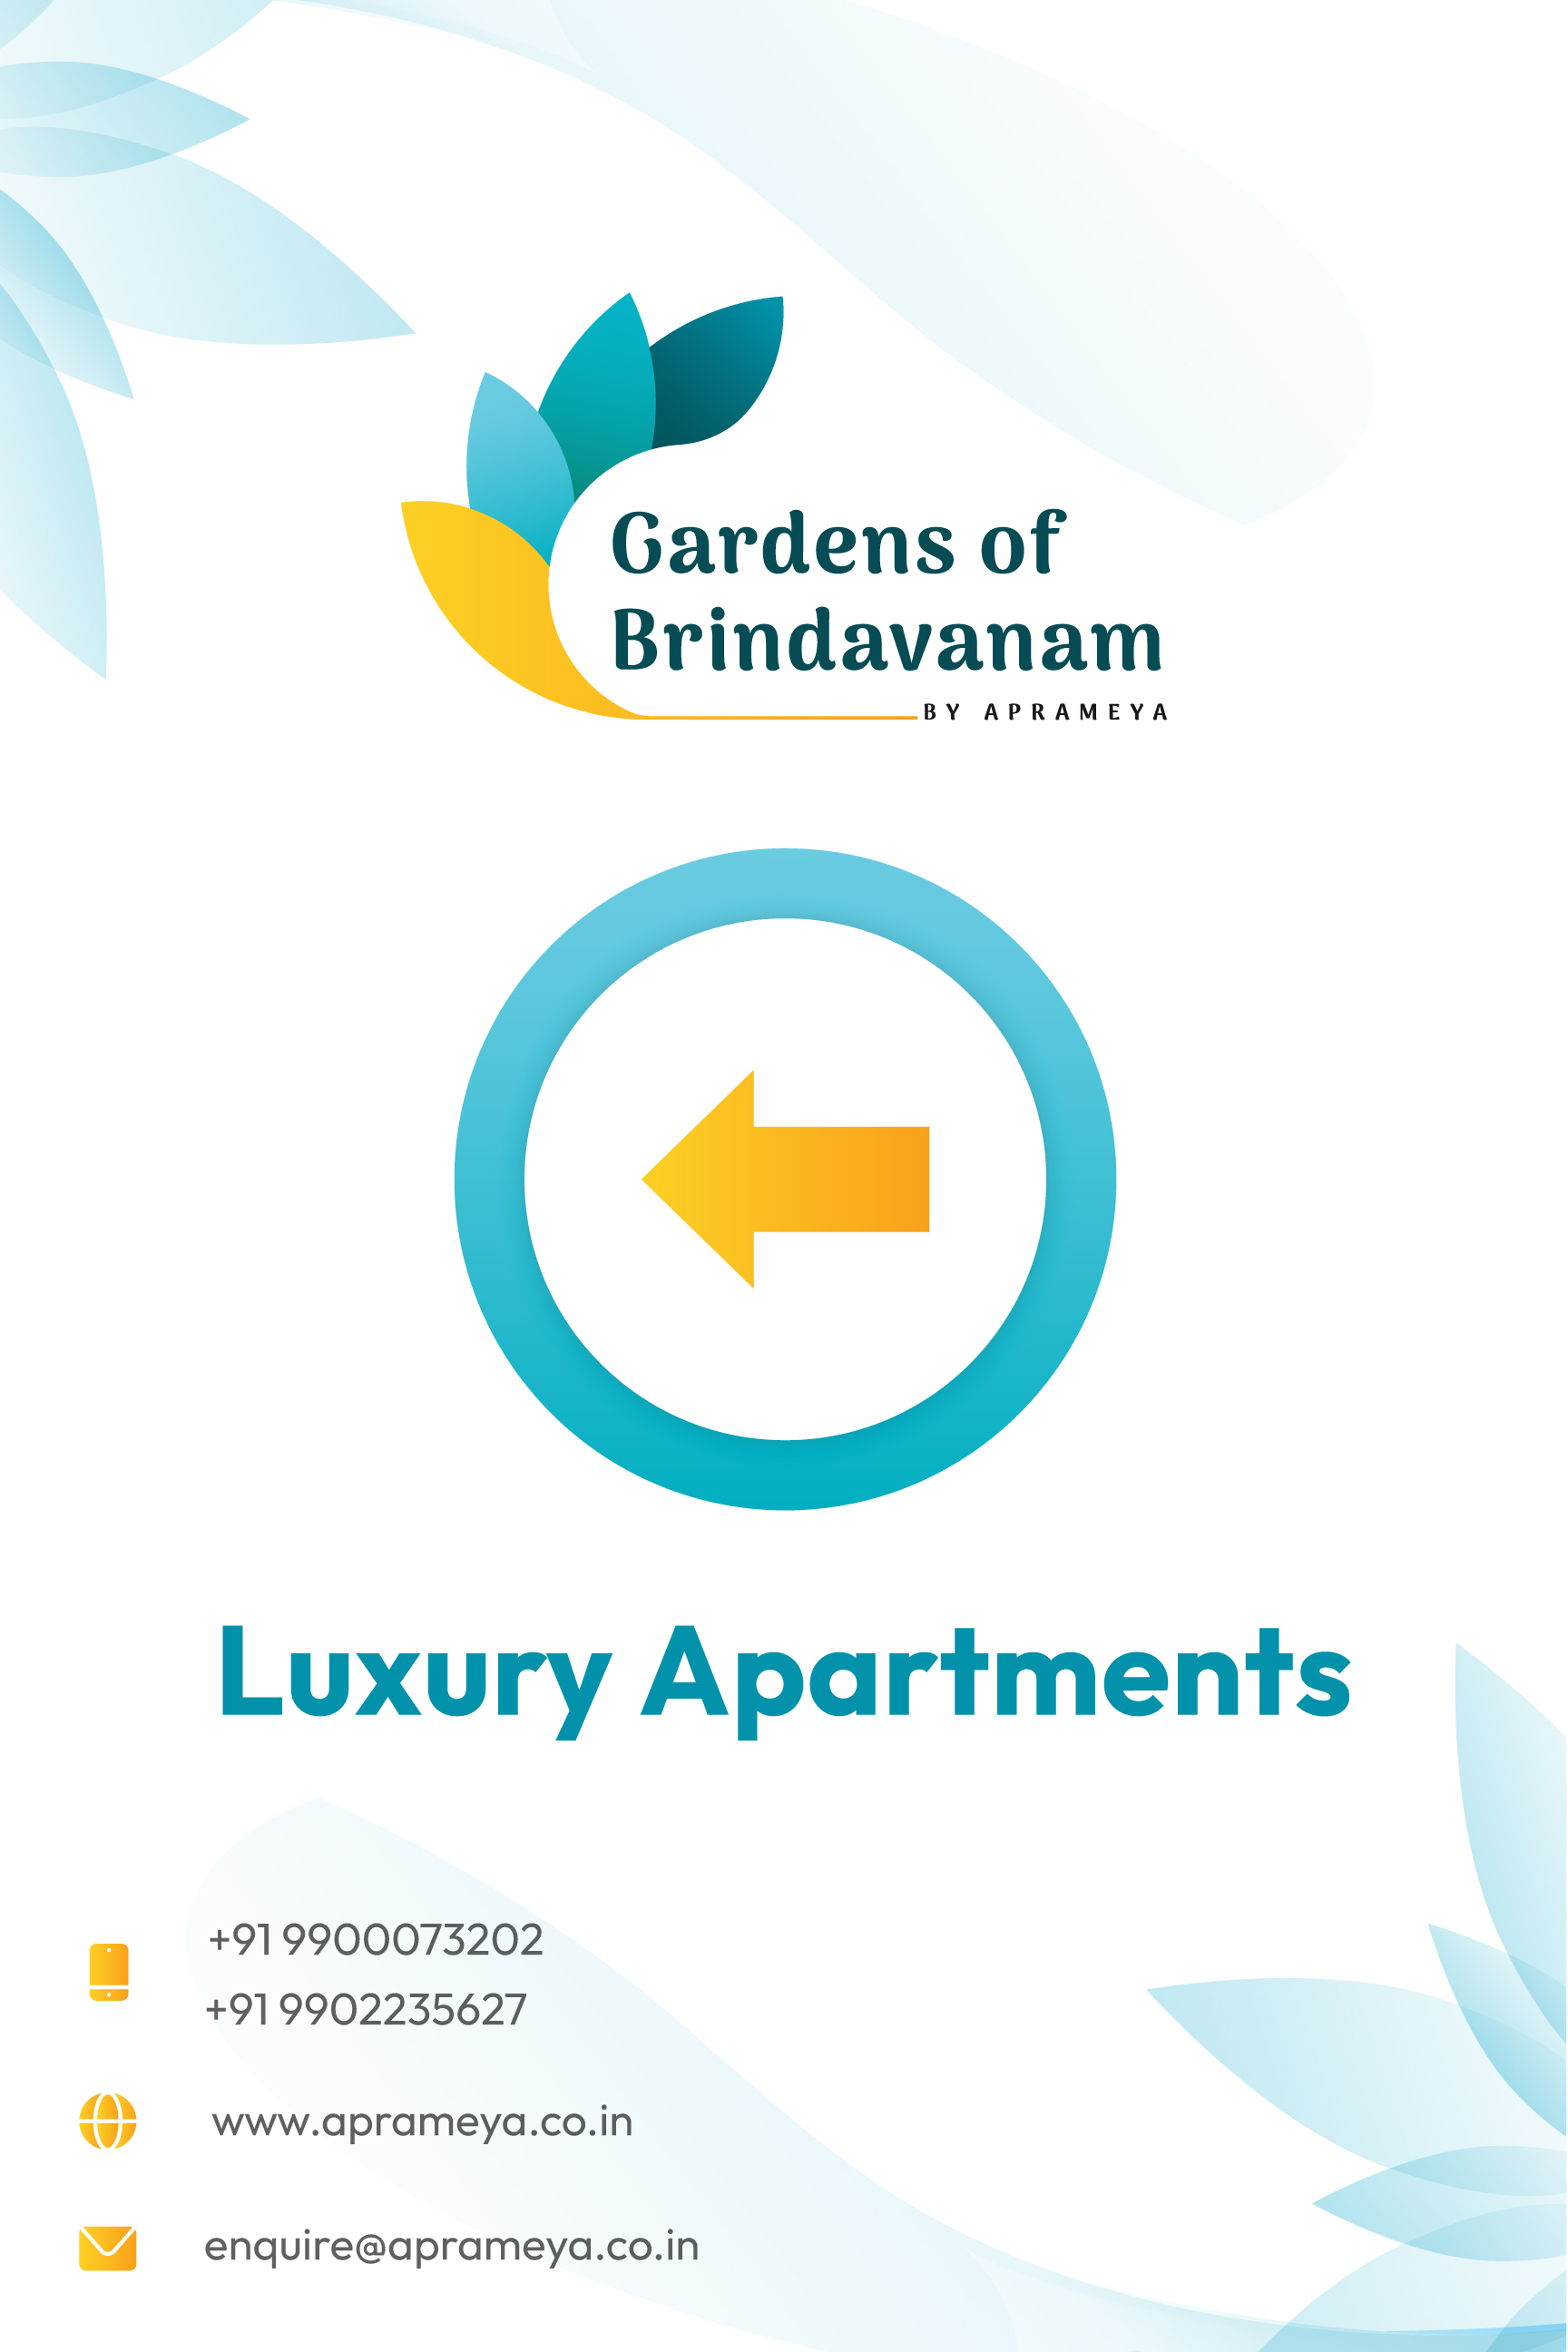 Gardens of
Brindavanam
BY APRAMEYA
Luxury Apartments
+91 9900073202
+91 9902235627
www.aprameya.co.in
enquire@aprameya.co.in